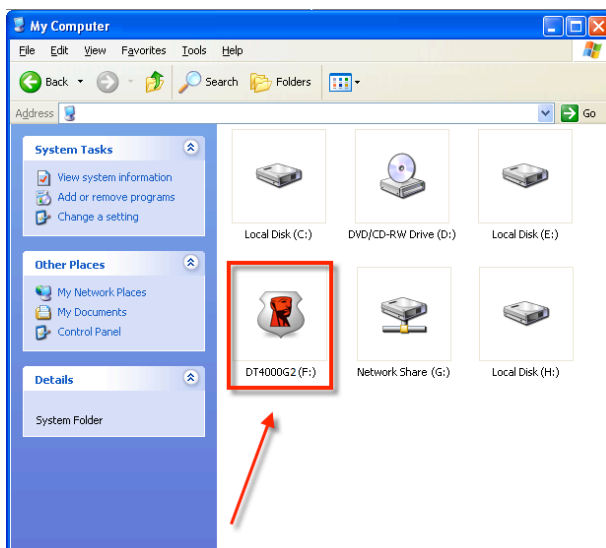 My Computer
File Edit View Favorites Tools Help
Back Search Folders
Address Go
System Tasks
View system information
Add or remove programs
Change a setting
Other Places
My Network Places
My Documents
Control Panel
Details
System Folder
Local Disk (C:) DVD/CD-RW Drive (D:) Local Disk (E:)
DT4000G2 (F:) Network Share (G:) Local Disk (H:)